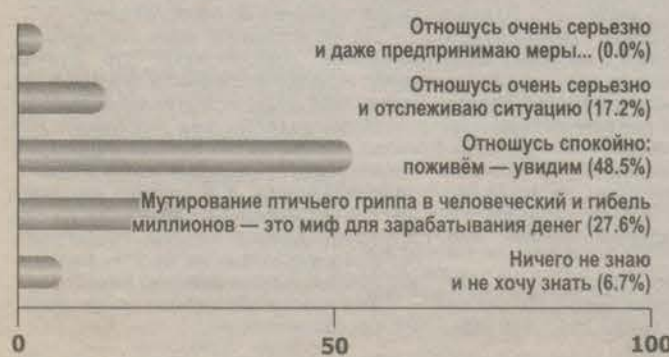 Отношусь очень серьезно
и даже предпринимаю меры... (0.0%)
Отношусь очень серьезно
и отслеживаю ситуацию (17.2%)
Отношусь спокойно:
поживём — увидим (48.5%)
Мутирование птичьего гриппа в человеческий и гибель
миллионов — это миф для зарабатывания денег (27.6%)
Ничего не знаю
и не хочу знать (6.7%)
0 50 100